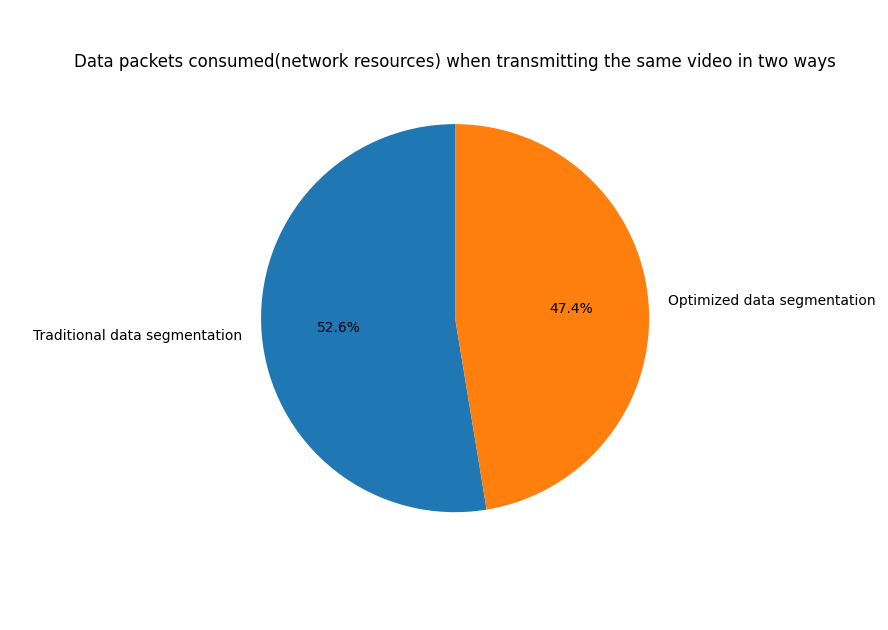 Data packets consumed(network resources) when transmitting the same video in two ways
Optimized data segmentation
47.4%
52.6%
Traditional data segmentation